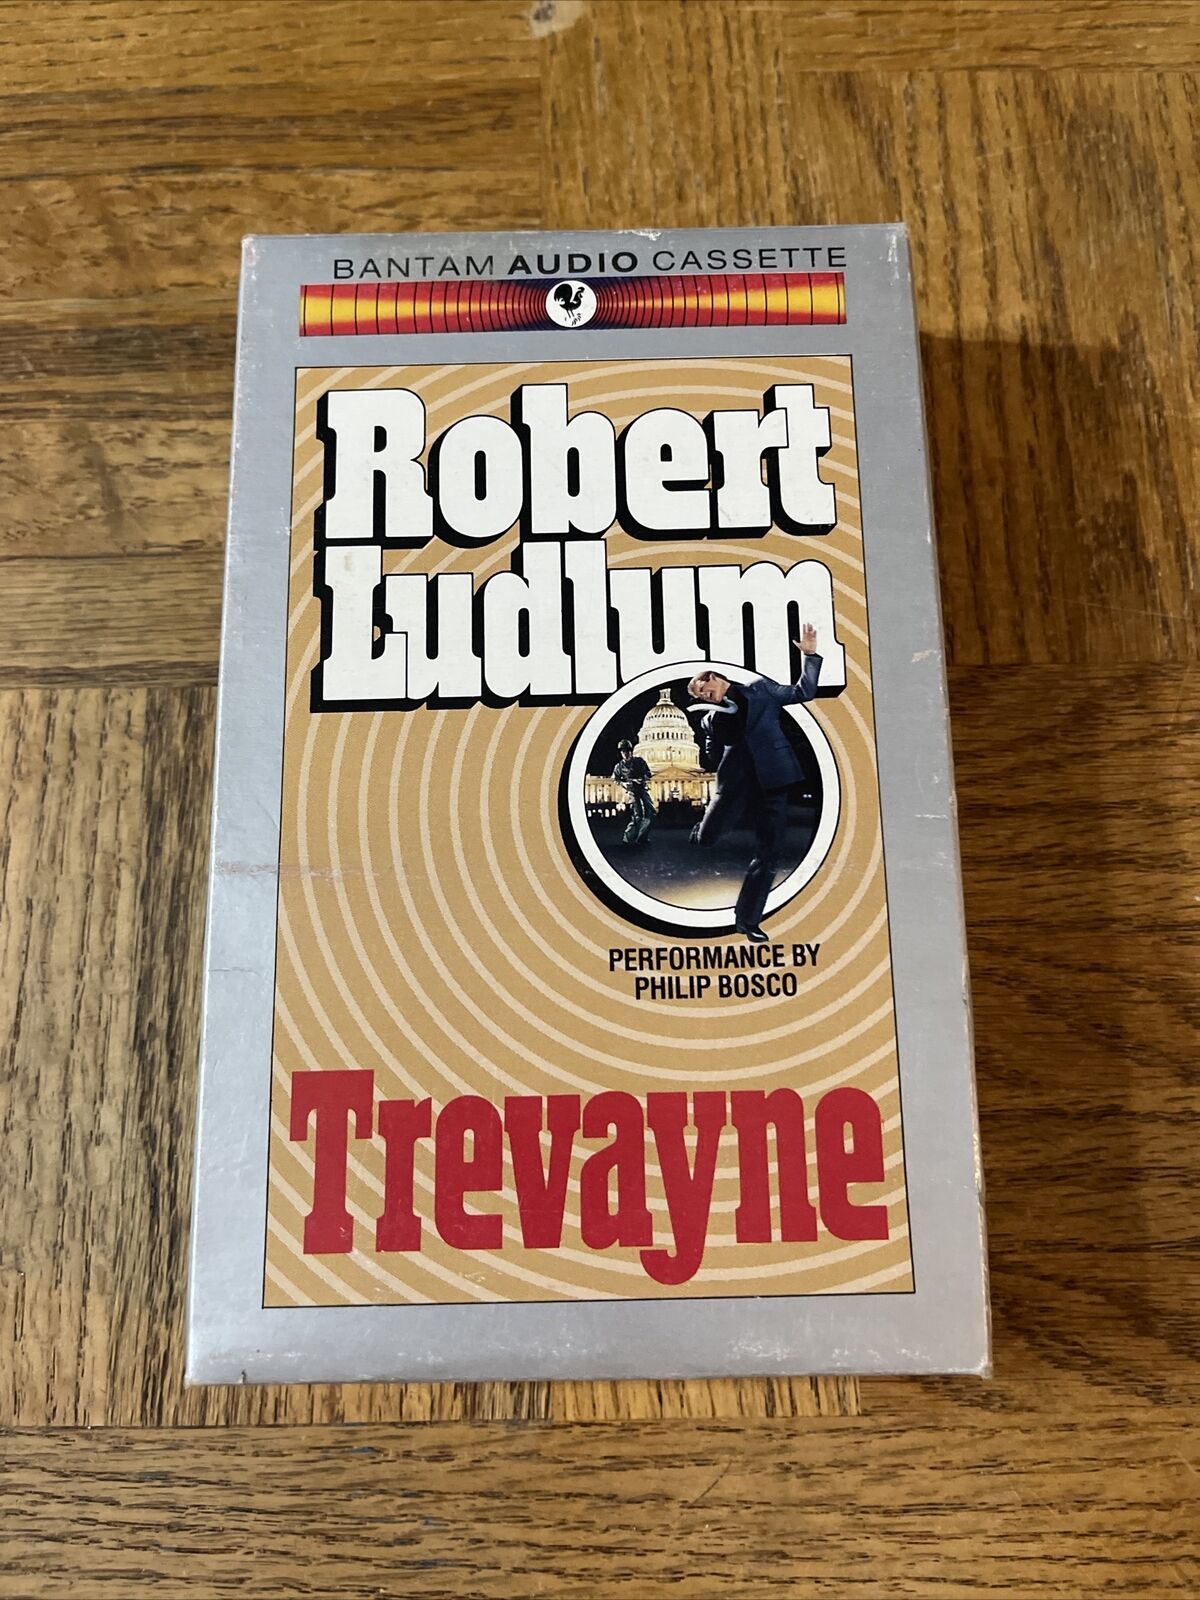 BANTAM AUDIO CASSETTE
Robert
Ludlum
PERFORMANCE BY
PHILIP BOSCO
Trevayne